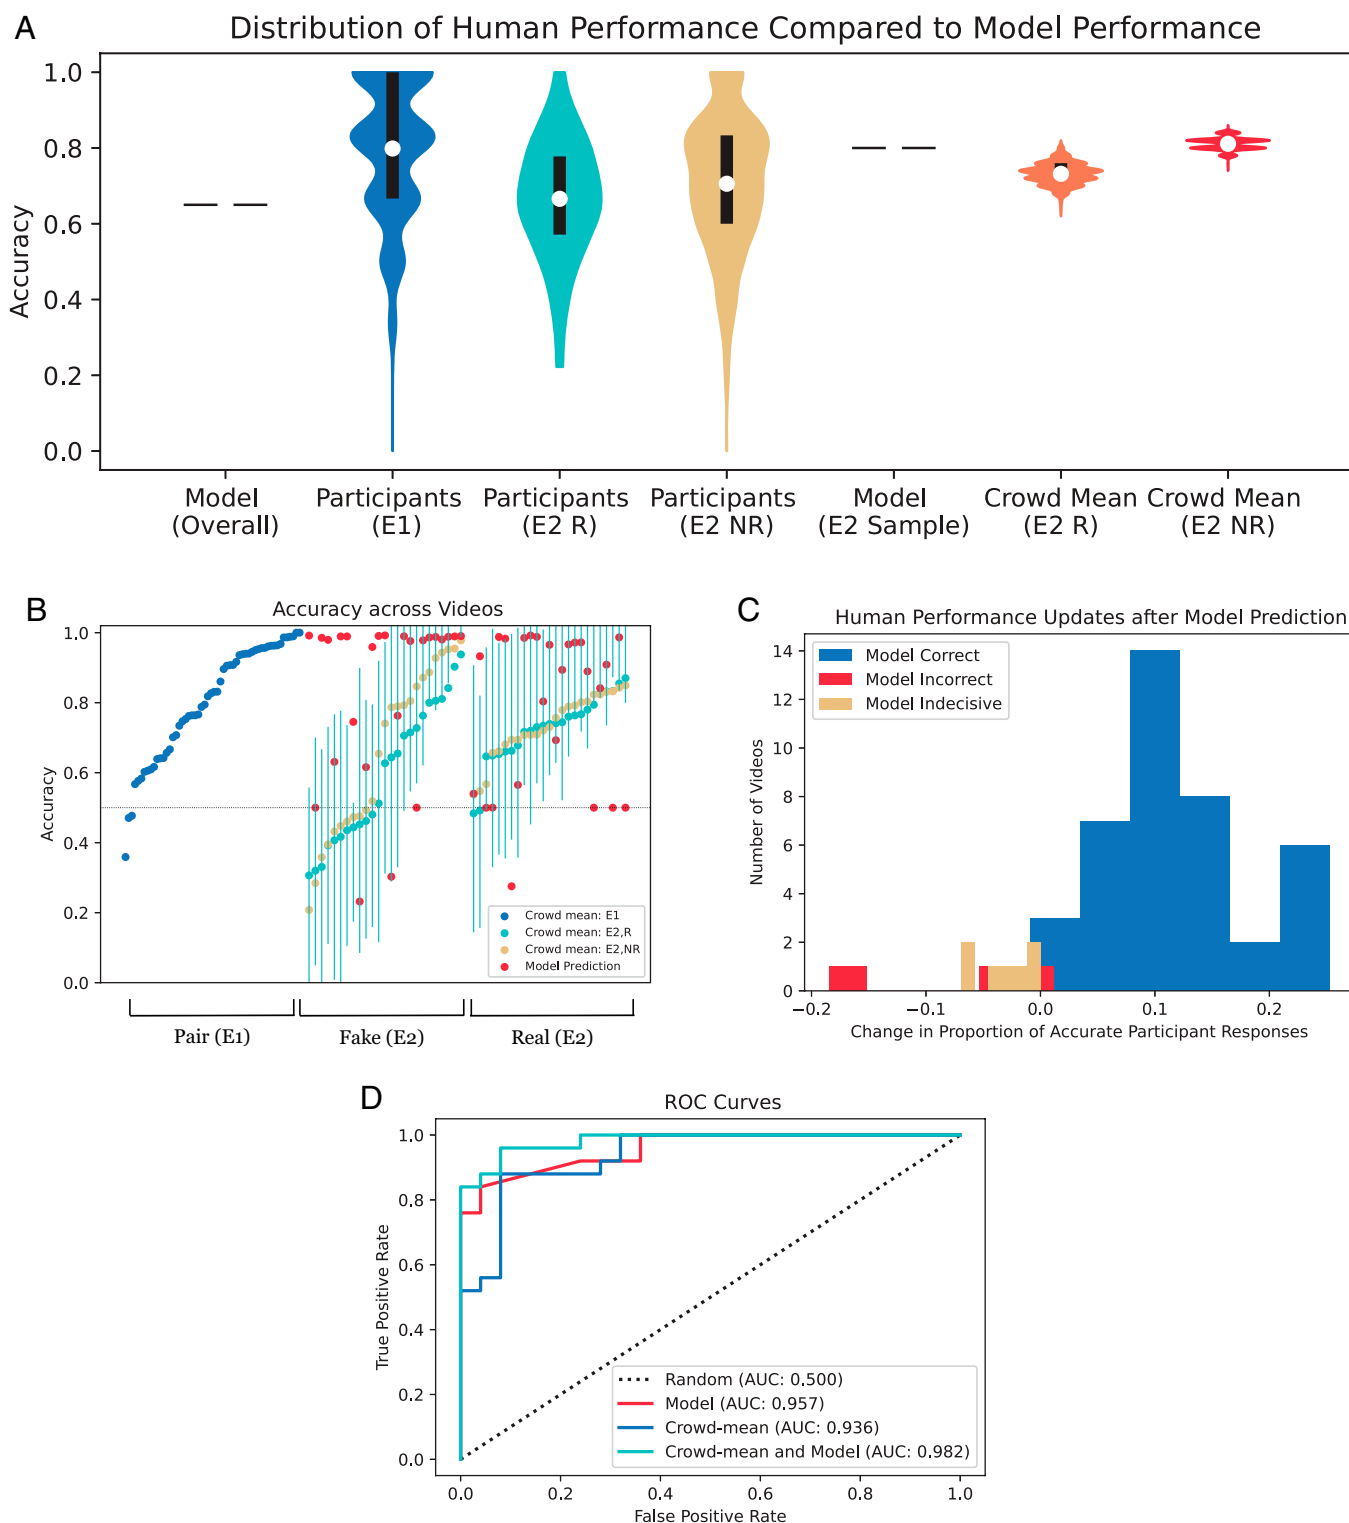 A
Distribution of Human Performance Compared to Model Performance
1.0
0.8
0.6
0.4
0.2
0.0
Accuracy
Model
(Overall)
Participants
(E1)
Participants
(E2 R)
Participants
(E2 NR)
Model
(E2 Sample)
Crowd Mean
(E2 R)
Crowd Mean
(E2 NR)
B
Accuracy across Videos
1.0
0.8
0.6
0.4
0.2
0.0
Accuracy
Crowd mean: E1
Crowd mean: E2,R
Crowd mean: E2,NR
Model Prediction
Pair (E1)
Fake (E2)
Real (E2)
C
Human Performance Updates after Model Prediction
14
12
10
8
6
4
2
0
Number of Videos
Model Correct
Model Incorrect
Model Indecisive
−0.2
−0.1
0.0
0.1
0.2
Change in Proportion of Accurate Participant Responses
D
ROC Curves
1.0
0.8
0.6
0.4
0.2
0.0
True Positive Rate
Random (AUC: 0.500)
Model (AUC: 0.957)
Crowd-mean (AUC: 0.936)
Crowd-mean and Model (AUC: 0.982)
0.0
0.2
0.4
0.6
0.8
1.0
False Positive Rate